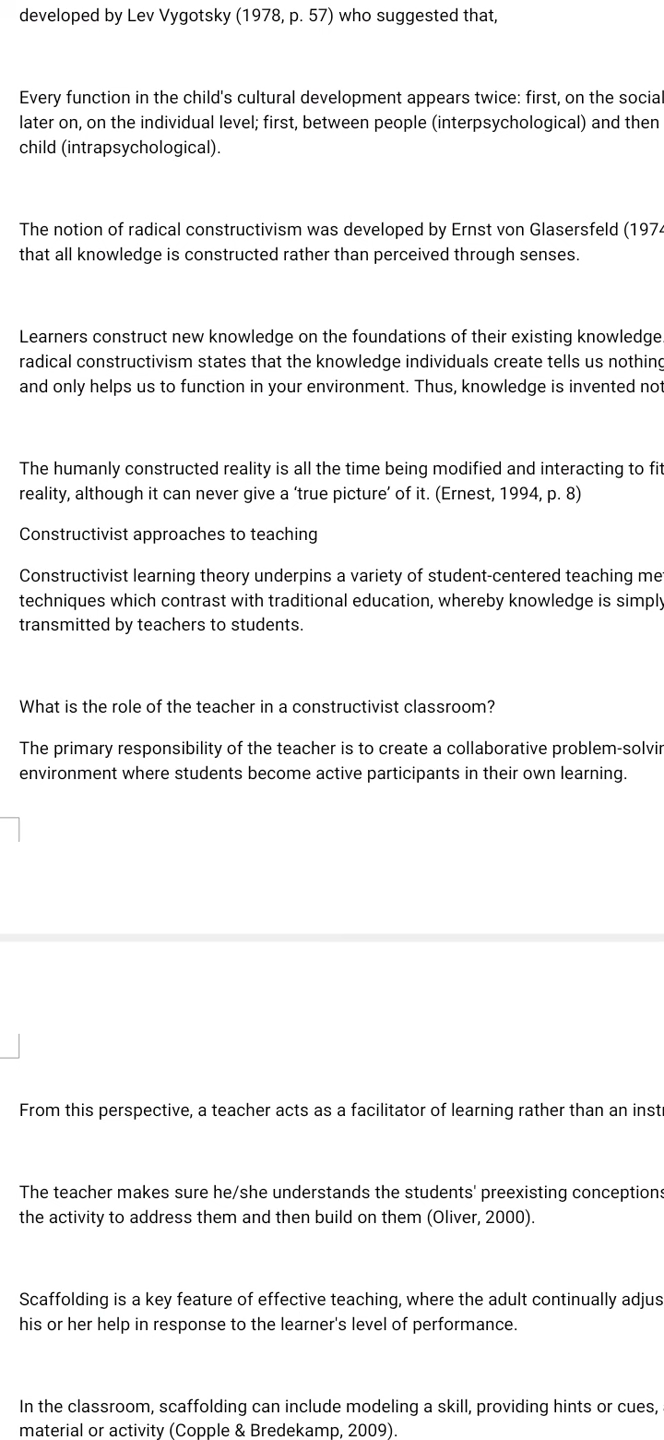 developed by Lev Vygotsky (1978, p. 57) who suggested that,
Every function in the child's cultural development appears twice: first, on the social
later on, on the individual level; first, between people (interpsychological) and then
child (intrapsychological).
The notion of radical constructivism was developed by Ernst von Glasersfeld (1974
that all knowledge is constructed rather than perceived through senses.
Learners construct new knowledge on the foundations of their existing knowledge.
radical constructivism states that the knowledge individuals create tells us nothing
and only helps us to function in your environment. Thus, knowledge is invented not
The humanly constructed reality is all the time being modified and interacting to fit
reality, although it can never give a ‘true picture’ of it. (Ernest, 1994, p. 8)
Constructivist approaches to teaching
Constructivist learning theory underpins a variety of student-centered teaching
techniques which contrast with traditional education, whereby knowledge is simply
transmitted by teachers to students.
What is the role of the teacher in a constructivist classroom?
The primary responsibility of the teacher is to create a collaborative
environment where students become active participants in their own learning.
From this perspective, a teacher acts as a facilitator of learning rather than an
The teacher makes sure he/she understands the students' preexisting conceptions
the activity to address them and then build on them (Oliver, 2000).
Scaffolding is a key feature of effective teaching, where the adult continually
his or her help in response to the learner's level of performance.
In the classroom, scaffolding can include modeling a skill, providing hints or cues,
material or activity (Copple & Bredekamp, 2009).